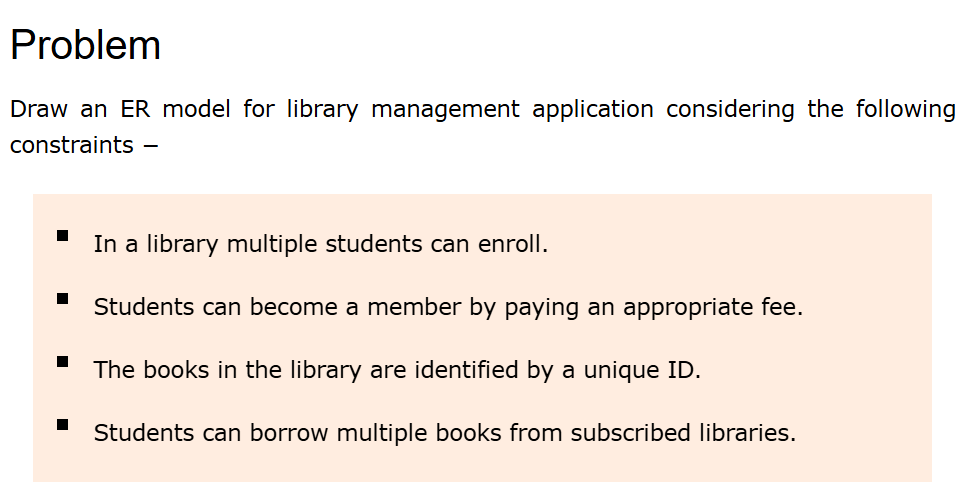 Problem
Draw an ER model for library management application considering the following
constraints −
▪ In a library multiple students can enroll.
▪ Students can become a member by paying an appropriate fee.
▪ The books in the library are identified by a unique ID.
▪ Students can borrow multiple books from subscribed libraries.